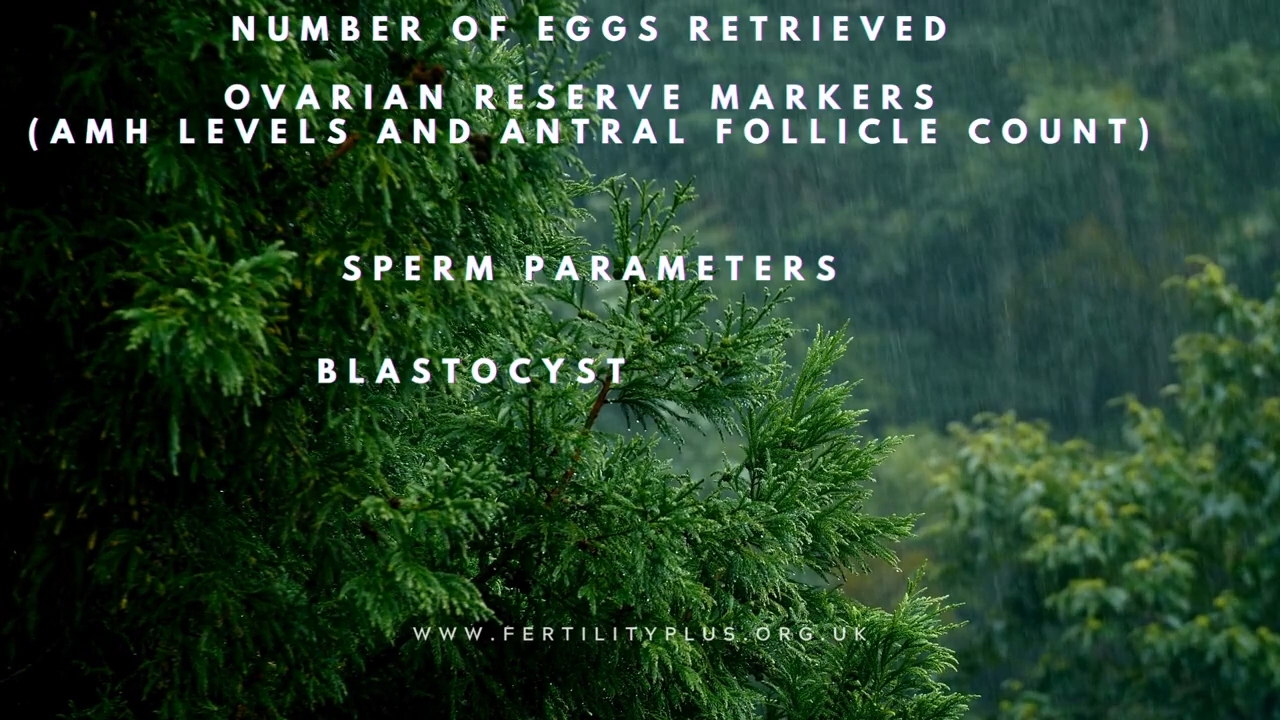 NUMBER OF EGGS RETRIEVED
OVARIAN RESERVE MARKERS
(AMH LEVELS AND ANTRAL FOLLICLE COUNT)
SPERM PARAMETERS
BLASTOCYST
WWW.FERTILITYPLUS.ORG.UK